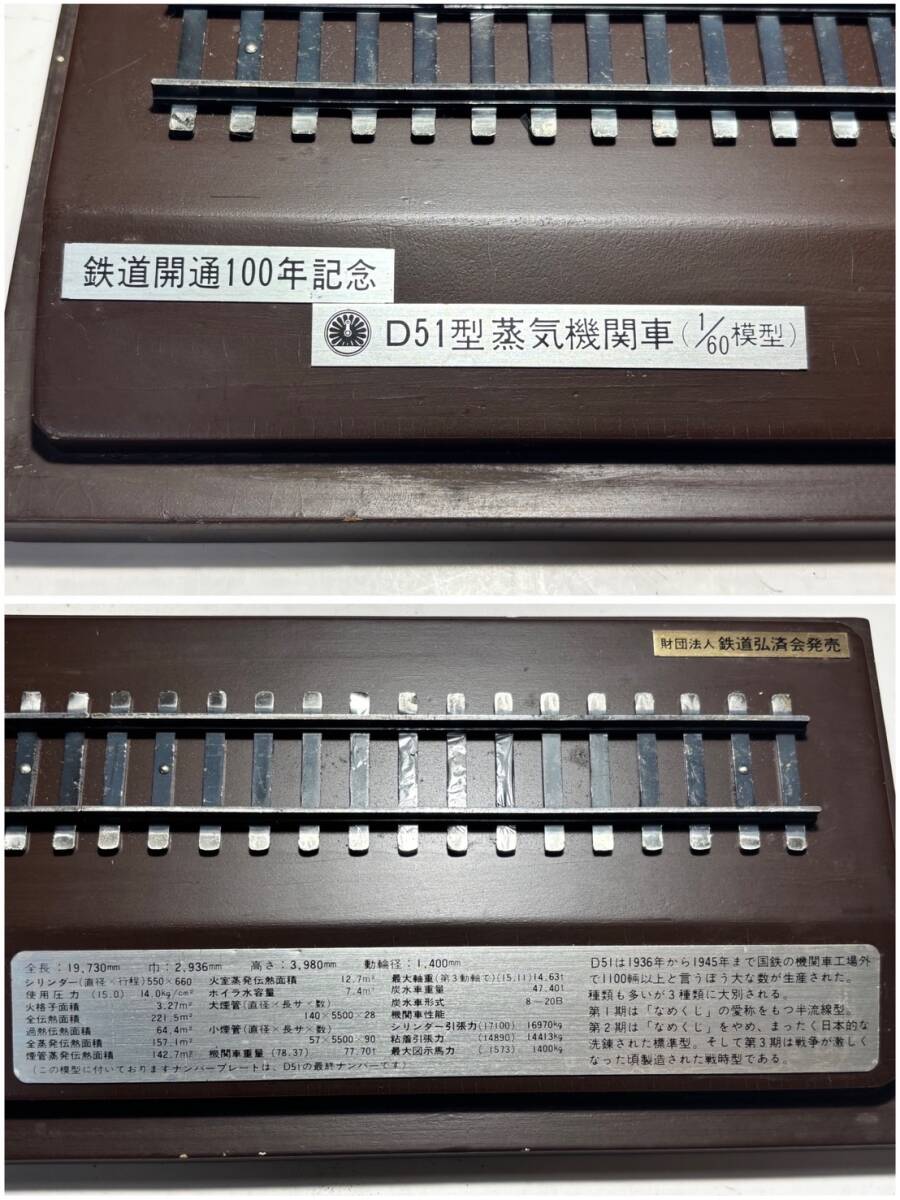 鉄道開通100年記念
D51型蒸気機関車(1/60模型)
財団法人 鉄道弘済会発売
全長:19,730mm 巾:2,936mm 高さ:3,980mm 動輪径:1,400mm
シリンダー(直径×行程)550×660
使用圧力(15.0) 14.0kg/cm²
火格子面積 3.27m²
全伝熱面積 221.5m²
過熱伝熱面積 64.4m²
全蒸発伝熱面積 157.1m²
煙管蒸発伝熱面積 142.7m²
火室蒸発伝熱面積 12.7m²
ボイラ水容量 7.4m³
大煙管(直径×長サ×数)
140×5500×28
小煙管(直径×長サ×数)
57×5500×90
機関車重量(78.37) 77.70t
最大軸重(第3動軸で)(15.11)14.63t
炭水車重量 47.40t
炭水車形式 8-20B
機関車性能
シリンダー引張力(17100) 16970kg
粘着引張力(14890) 14413kg
最大図示馬力(1573) 1400kg
(この模型に付いておりますナンバープレートは、D51の最終ナンバーです)
D51は1936年から1945年まで国鉄の機関車工場外
で1100輌以上と言うぼう大な数が生産された。
種類も多いが3種類に大別される。
第1期は「なめくじ」の愛称をもつ半流線型。
第2期は「なめくじ」をやめ、まったく日本的な
洗錬された標準型。そして第3期は戦争が激しく
なった頃製造された戦時型である。